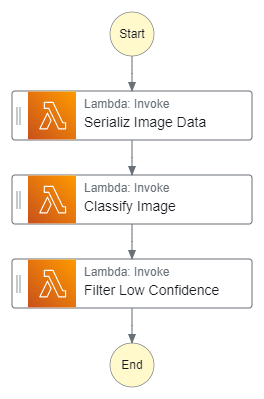 Start
Lambda: Invoke
Serializ Image Data
Lambda: Invoke
Classify Image
Lambda: Invoke
Filter Low Confidence
End